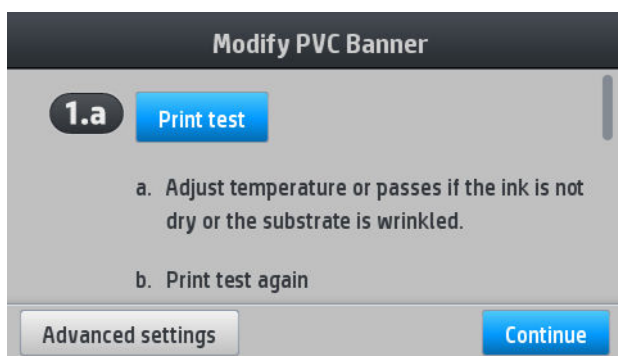 Modify PVC Banner
1.a Print test
a. Adjust temperature or passes if the ink is not
dry or the substrate is wrinkled.
b. Print test again
Advanced settings Continue